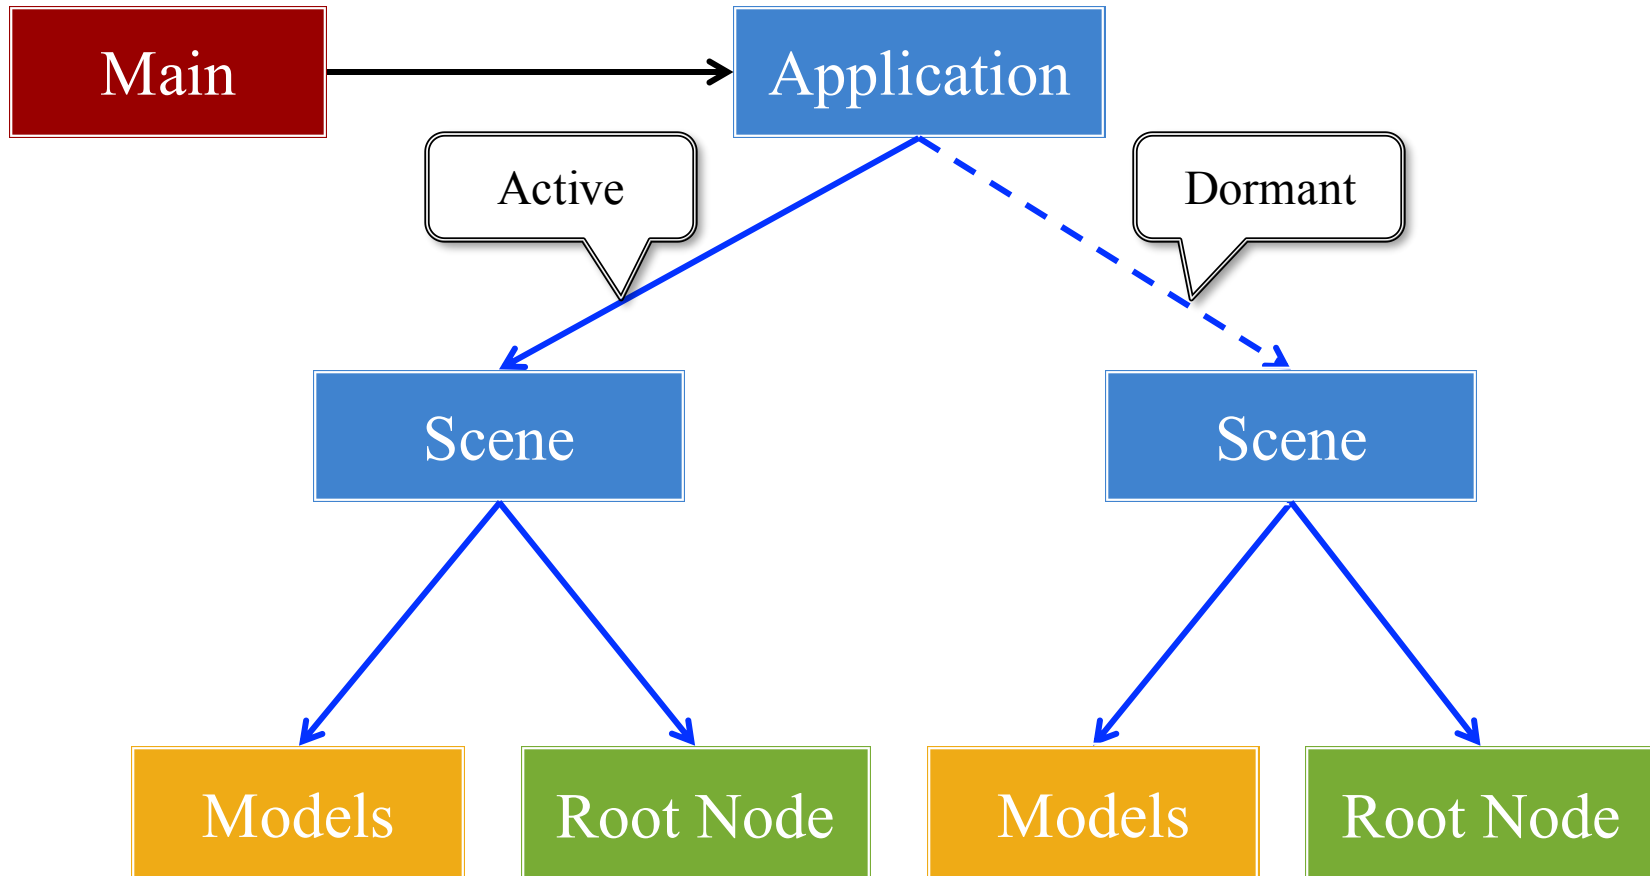 Main
Application
Active
Dormant
Scene
Scene
Models
Root Node
Models
Root Node